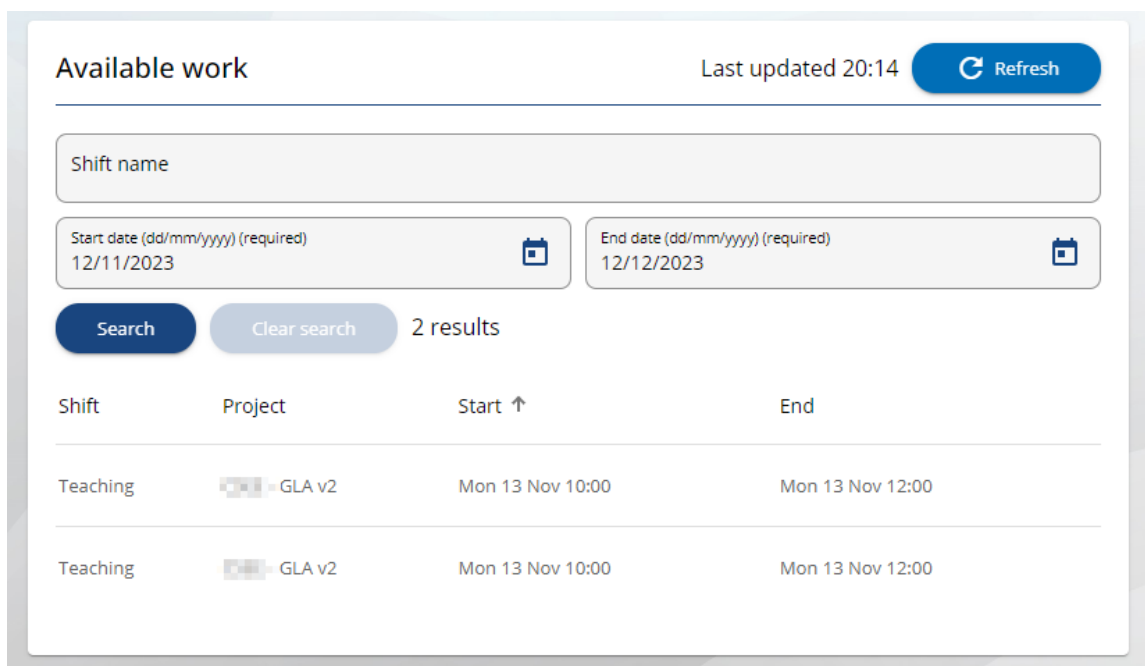 Available work Last updated 20:14 Refresh
Shift name
Start date (dd/mm/yyyy) (required) End date (dd/mm/yyyy) (required)
12/11/2023 12/12/2023
Search Clear search 2 results
Shift Project Start ↑ End
Teaching GLA v2 Mon 13 Nov 10:00 Mon 13 Nov 12:00
Teaching GLA v2 Mon 13 Nov 10:00 Mon 13 Nov 12:00